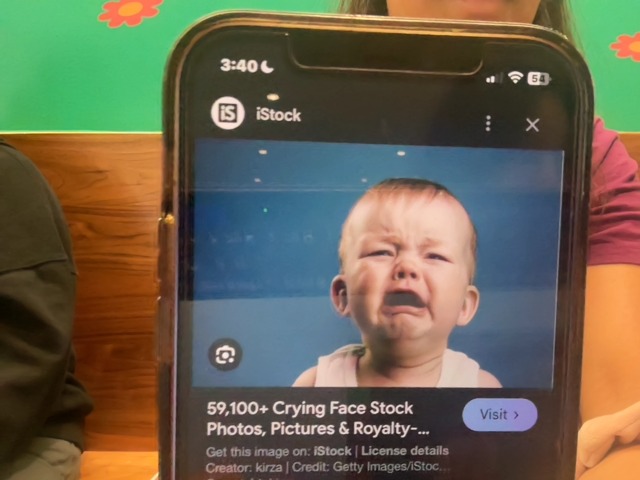 3:40
54
iS
iStock
59,100+ Crying Face Stock
Photos, Pictures & Royalty-...
Visit >
Get this image on: iStock | License details
Creator: kirza | Credit: Getty Images/iStoc...